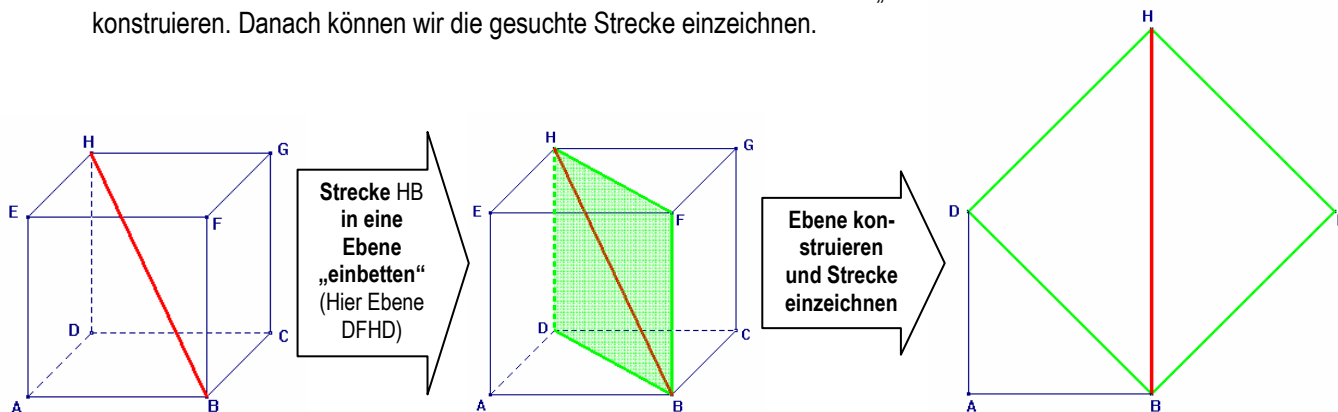 „
konstruieren. Danach können wir die gesuchte Strecke einzeichnen.
H
G
E
F
D
C
A
B
Strecke HB
in eine
Ebene
„einbetten“
(Hier Ebene
DFHD)
H
G
E
F
D
C
A
B
Ebene kon-
struieren
und Strecke
einzeichnen
H
D
A
B